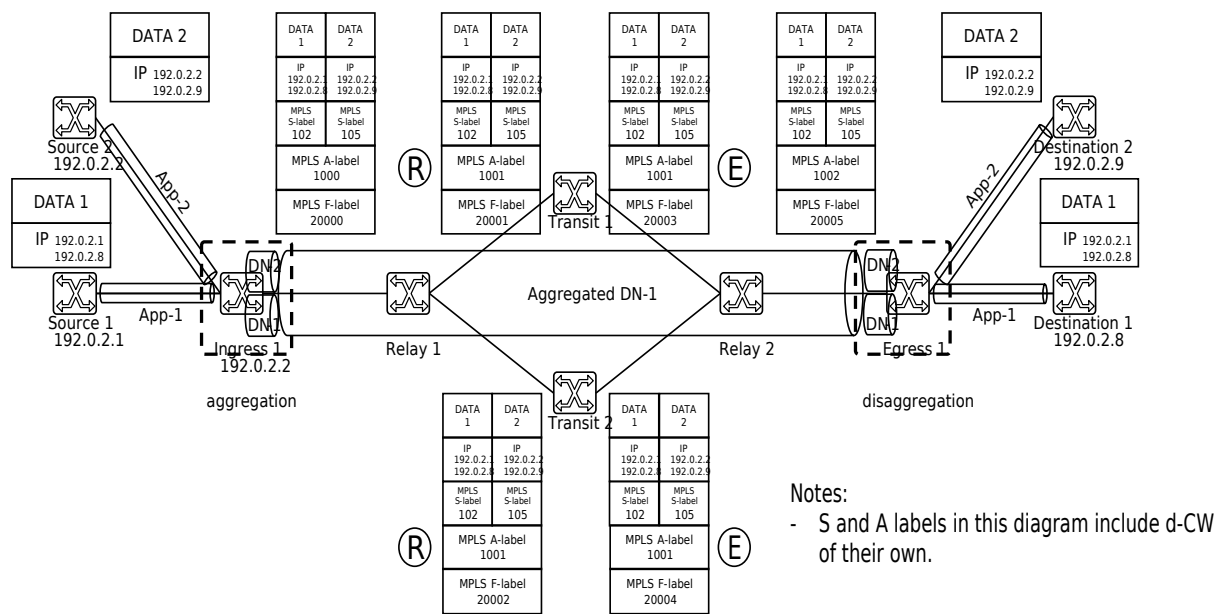 DATA 2
IP 192.0.2.2
192.0.2.9
Source 2
192.0.2.2
App-2
DATA 1
IP 192.0.2.1
192.0.2.8
Source 1
192.0.2.1
App-1
DN-2
DN-1
Ingress 1
192.0.2.2
aggregation
DATA 1
DATA 2
IP 192.0.2.1 192.0.2.8
IP 192.0.2.2 192.0.2.9
MPLS S-label 102
MPLS S-label 105
MPLS A-label
1000
MPLS F-label
20000
R
DATA 1
DATA 2
IP 192.0.2.1 192.0.2.8
IP 192.0.2.2 192.0.2.9
MPLS S-label 102
MPLS S-label 105
MPLS A-label
1001
MPLS F-label
20001
DATA 1
DATA 2
IP 192.0.2.1 192.0.2.8
IP 192.0.2.2 192.0.2.9
MPLS S-label 102
MPLS S-label 105
MPLS A-label
1001
MPLS F-label
20003
E
DATA 1
DATA 2
IP 192.0.2.1 192.0.2.8
IP 192.0.2.2 192.0.2.9
MPLS S-label 102
MPLS S-label 105
MPLS A-label
1002
MPLS F-label
20005
Transit 1
Relay 1
Aggregated DN-1
Relay 2
Transit 2
DATA 2
IP 192.0.2.2
192.0.2.9
Destination 2
192.0.2.9
App-2
DATA 1
IP 192.0.2.1
192.0.2.8
DN-2
DN-1
Egress 1
App-1
Destination 1
192.0.2.8
disaggregation
R
DATA 1
DATA 2
IP 192.0.2.1 192.0.2.8
IP 192.0.2.2 192.0.2.9
MPLS S-label 102
MPLS S-label 105
MPLS A-label
1001
MPLS F-label
20002
DATA 1
DATA 2
IP 192.0.2.1 192.0.2.8
IP 192.0.2.2 192.0.2.9
MPLS S-label 102
MPLS S-label 105
MPLS A-label
1001
MPLS F-label
20004
E
Notes:
- S and A labels in this diagram include d-CW
of their own.